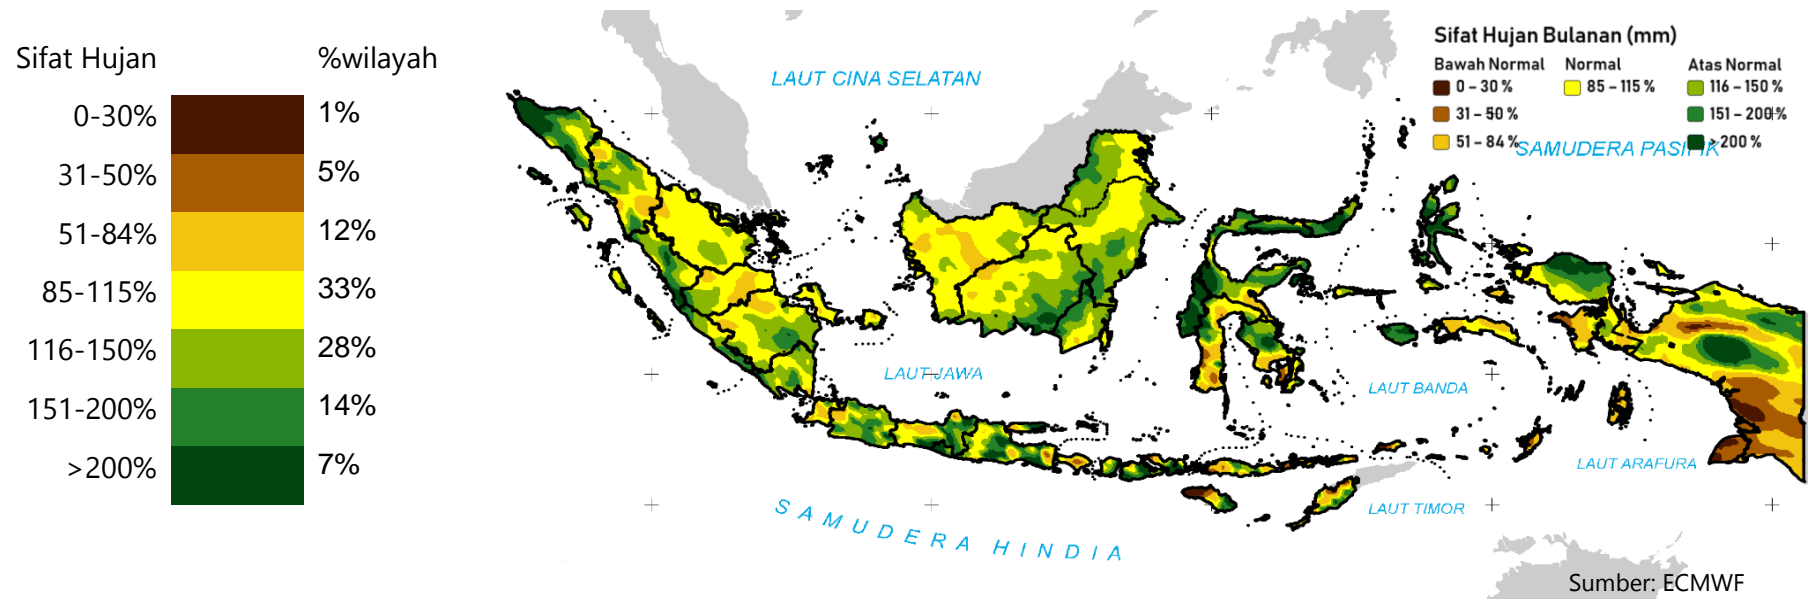 Sifat Hujan %wilayah
0-30% 1%
31-50% 5%
51-84% 12%
85-115% 33%
116-150% 28%
151-200% 14%
>200% 7%
LAUT CINA SELATAN
Sifat Hujan Bulanan (mm)
Bawah Normal Normal Atas Normal
0 – 30 % 85 – 115 % 116 – 150 %
31 – 50 % 151 – 200 %
51 – 84 % > 200 %
SAMUDERA PASIFIK
LAUT JAWA
LAUT BANDA
LAUT ARAFURA
LAUT TIMOR
SAMUDERA HINDIA
Sumber: ECMWF